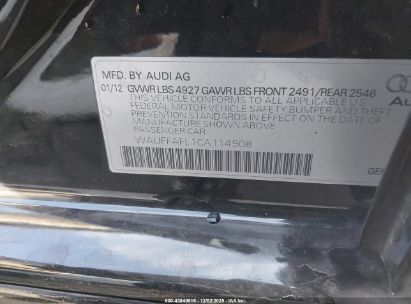 MFD. BY AUDI AG
01/12 GVWR LBS 4927 GAWR LBS FRONT 2491/REAR 2546
THIS VEHICLE CONFORMS TO ALL APPLICABLE U.S.
FEDERAL MOTOR VEHICLE SAFETY, BUMPER AND THEFT
PREVENTION STANDARDS IN EFFECT ON THE DATE OF
MANUFACTURE SHOWN ABOVE
PASSENGER CAR
WAUFFAFL1CA114908
GE